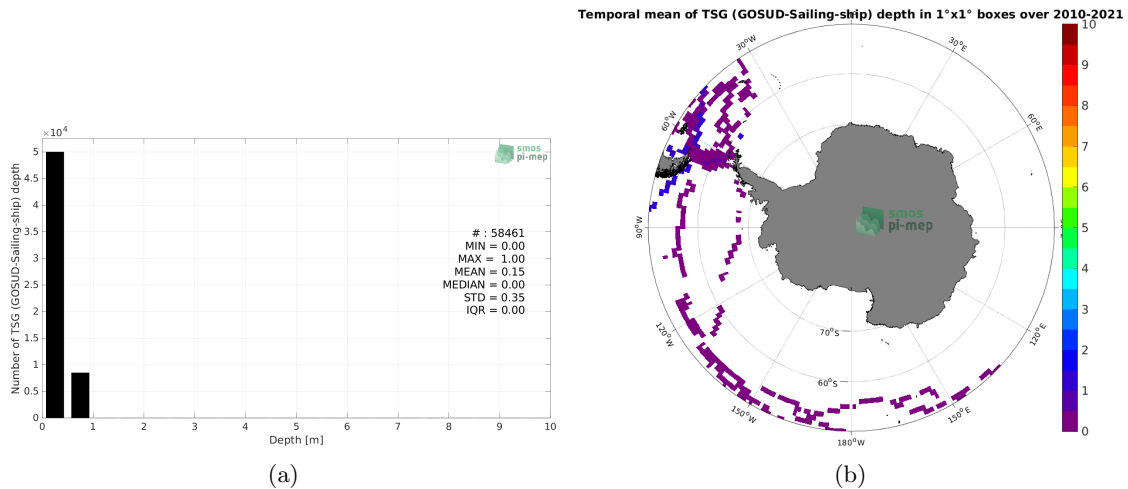 Temporal mean of TSG (GOSUD-Sailing-ship) depth in 1°x1° boxes over 2010-2021
×10⁴
5
4.5
4
3.5
3
2.5
2
1.5
1
0.5
0
Number of TSG (GOSUD-Sailing-ship) depth
smos
pi-mep
# : 58461
MIN = 0.00
MAX = 1.00
MEAN = 0.15
MEDIAN = 0.00
STD = 0.35
IQR = 0.00
0 1 2 3 4 5 6 7 8 9 10
Depth [m]
(a)
30°W
30°E
60°W
60°E
90°W
smos
pi-mep
120°W
120°E
70°S
60°S
150°W
150°E
180°W
10
9
8
7
6
5
4
3
2
1
0
(b)